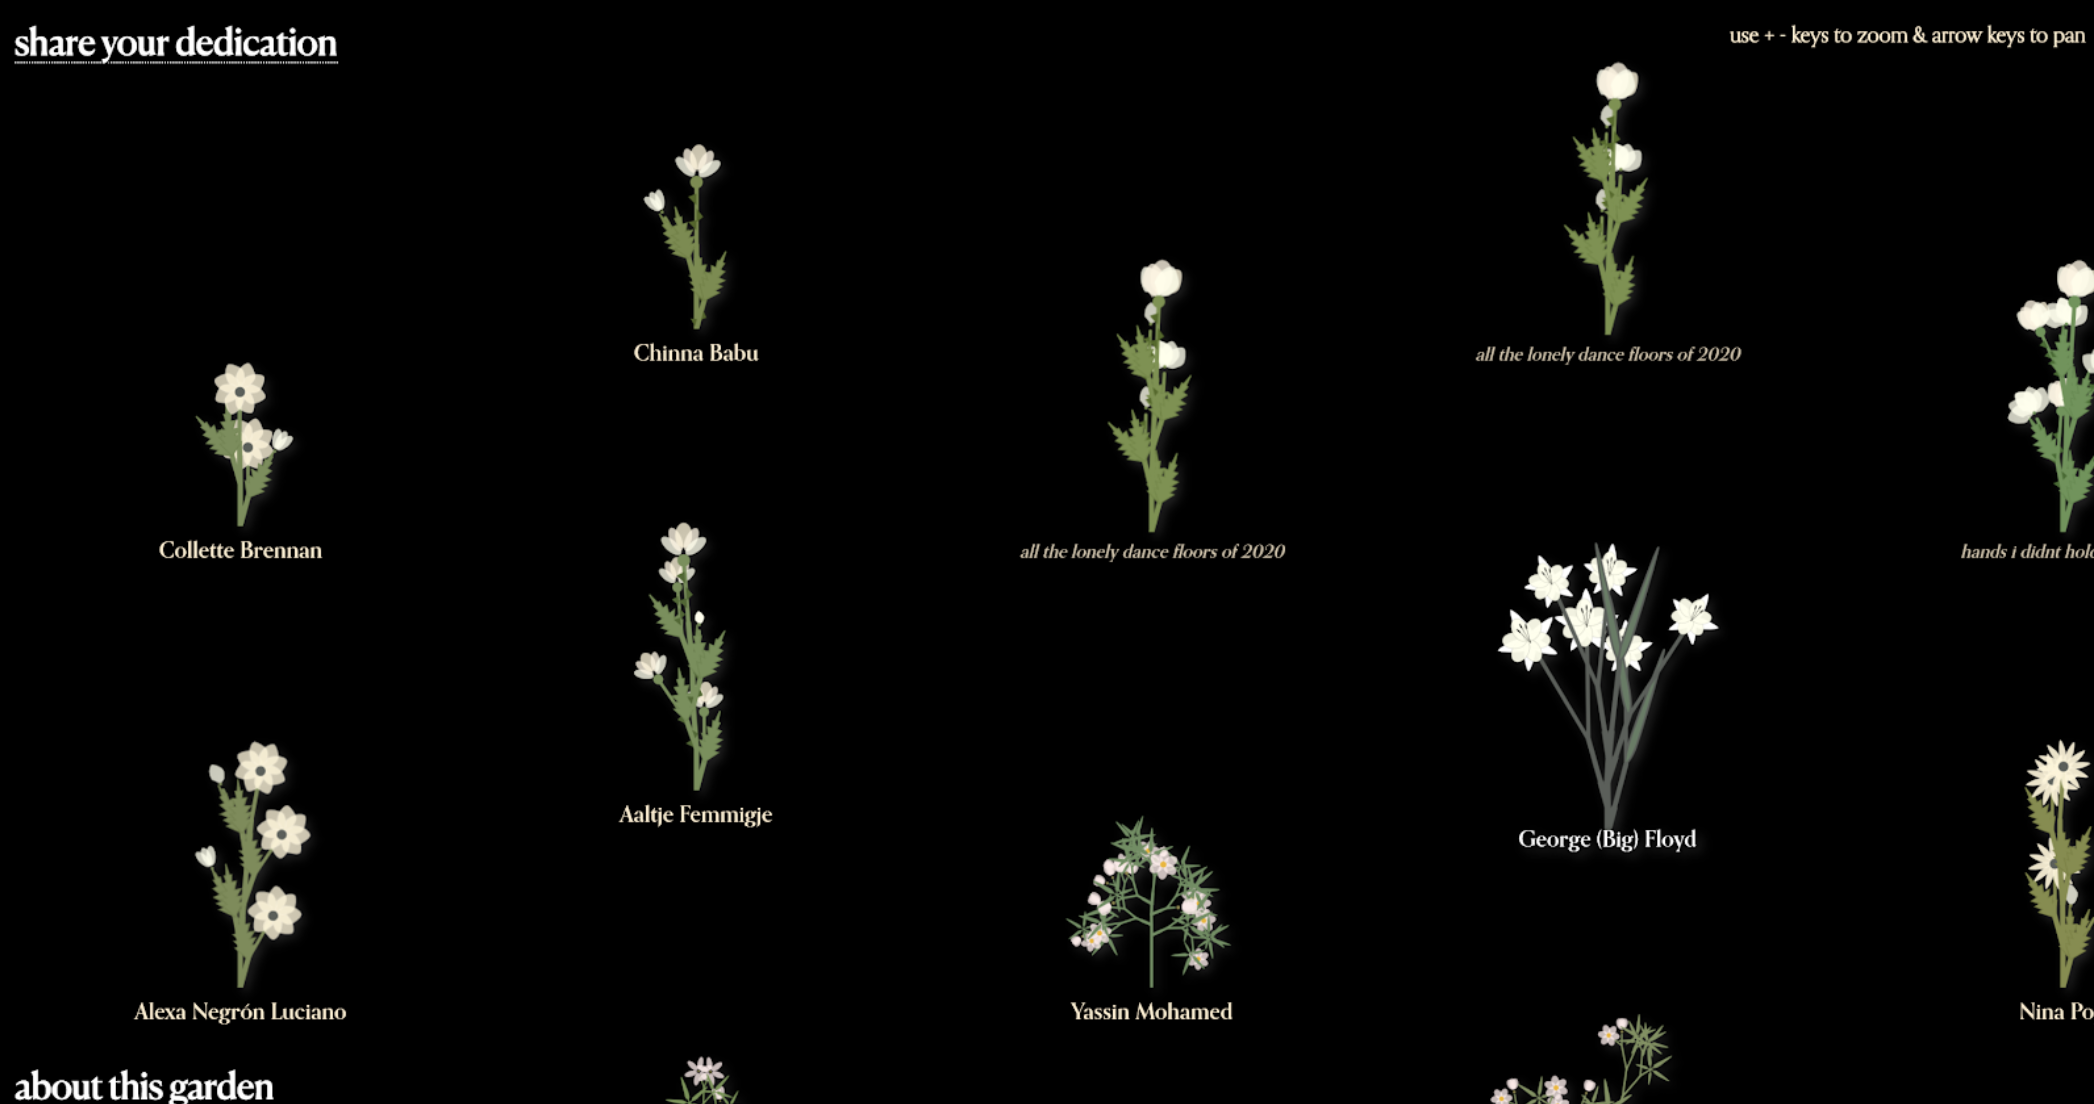 share your dedication
use + - keys to zoom & arrow keys to pan
Chinna Babu
all the lonely dance floors of 2020
Collette Brennan
all the lonely dance floors of 2020
hands i didnt
Aaltje Femmigje
George (Big) Floyd
Alexa Negrón Luciano
Yassin Mohamed
Nina
about this garden